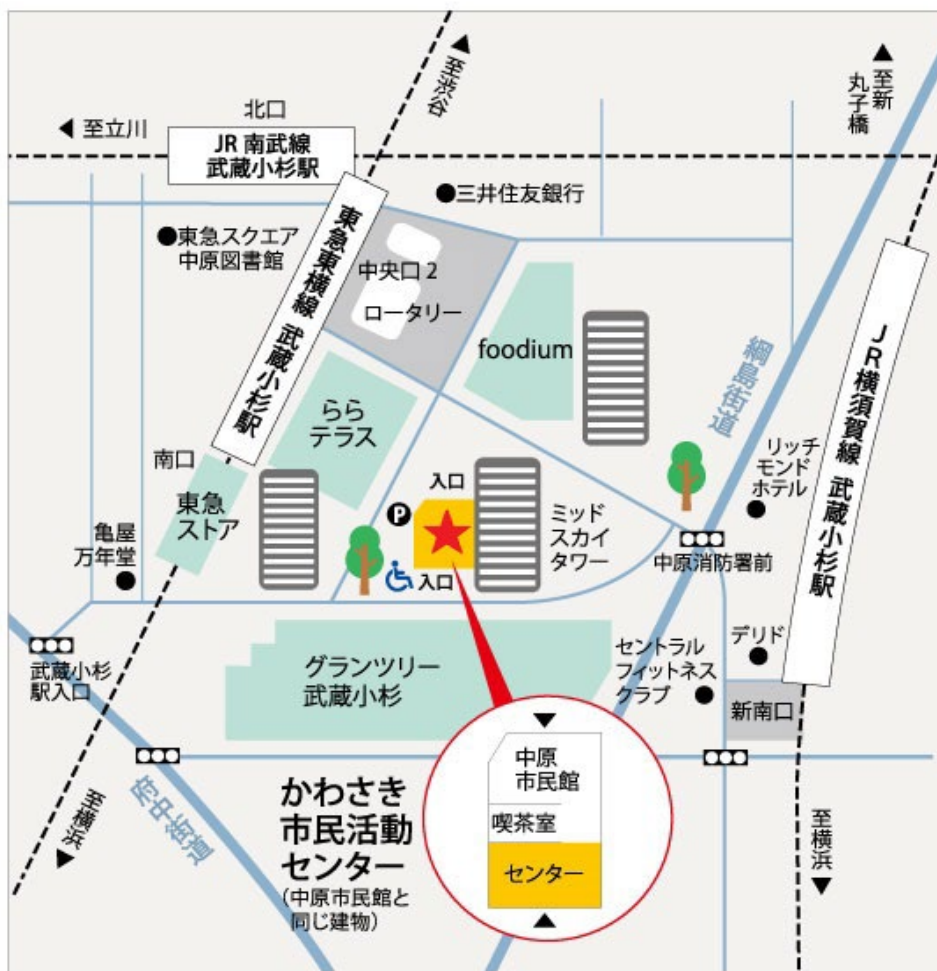 至渋谷
至新
丸子橋
北口
至立川
JR 南武線
武蔵小杉駅
三井住友銀行
東急スクエア
中原図書館
東急東横線 武蔵小杉駅
中央口 2
ロータリー
foodium
綱島街道
JR横須賀線 武蔵小杉駅
らら
テラス
リッチ
モンド
ホテル
南口
東急
ストア
入口
P
ミッド
スカイ
タワー
亀屋
万年堂
中原消防署前
入口
武蔵小杉
駅入口
グランツリー
武蔵小杉
セントラル
フィットネス
クラブ
デリド
新南口
至横浜
府中街道
かわさき
市民活動
センター
(中原市民館と
同じ建物)
中原
市民館
喫茶室
センター
至横浜